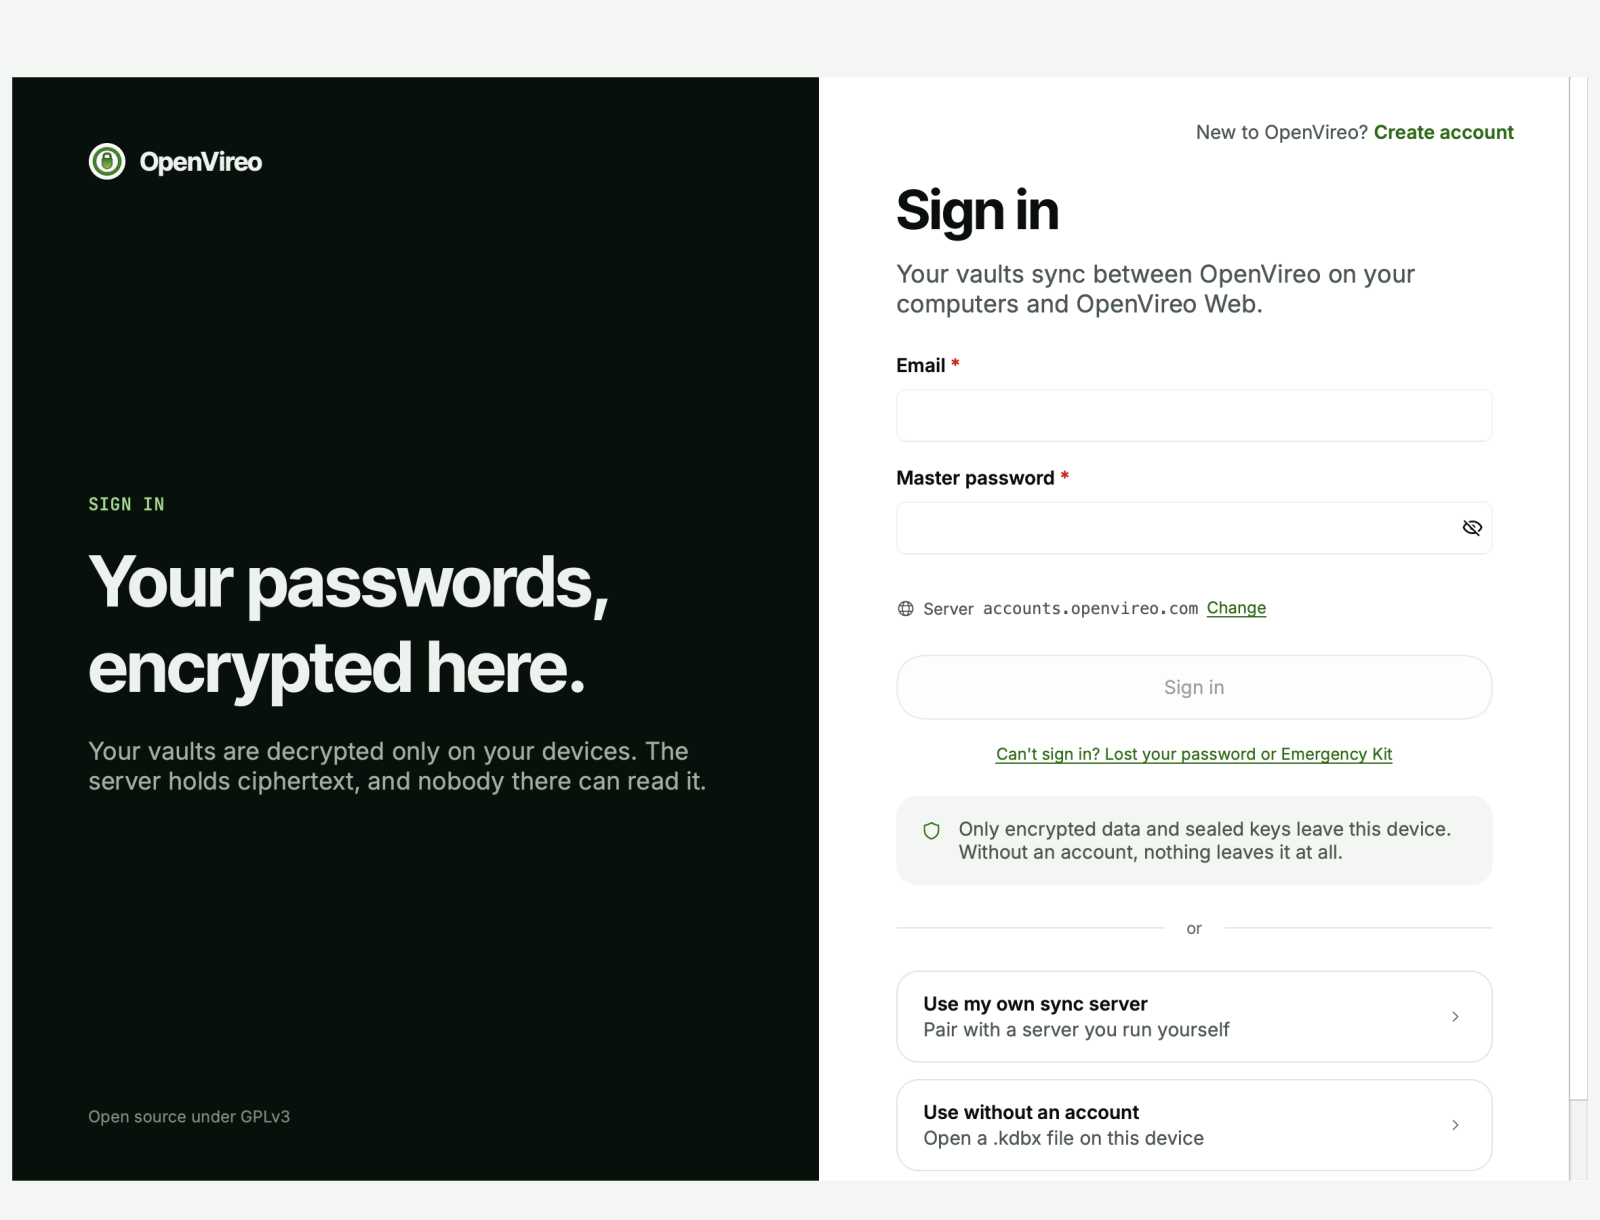 OpenVireo
SIGN IN
Your passwords,
encrypted here.
Your vaults are decrypted only on your devices. The
server holds ciphertext, and nobody there can read it.
Open source under GPLv3
New to OpenVireo? Create account
Sign in
Your vaults sync between OpenVireo on your
computers and OpenVireo Web.
Email *
Master password *
Server accounts.openvireo.com Change
Sign in
Can't sign in? Lost your password or Emergency Kit
Only encrypted data and sealed keys leave this device.
Without an account, nothing leaves it at all.
or
Use my own sync server
Pair with a server you run yourself
Use without an account
Open a .kdbx file on this device